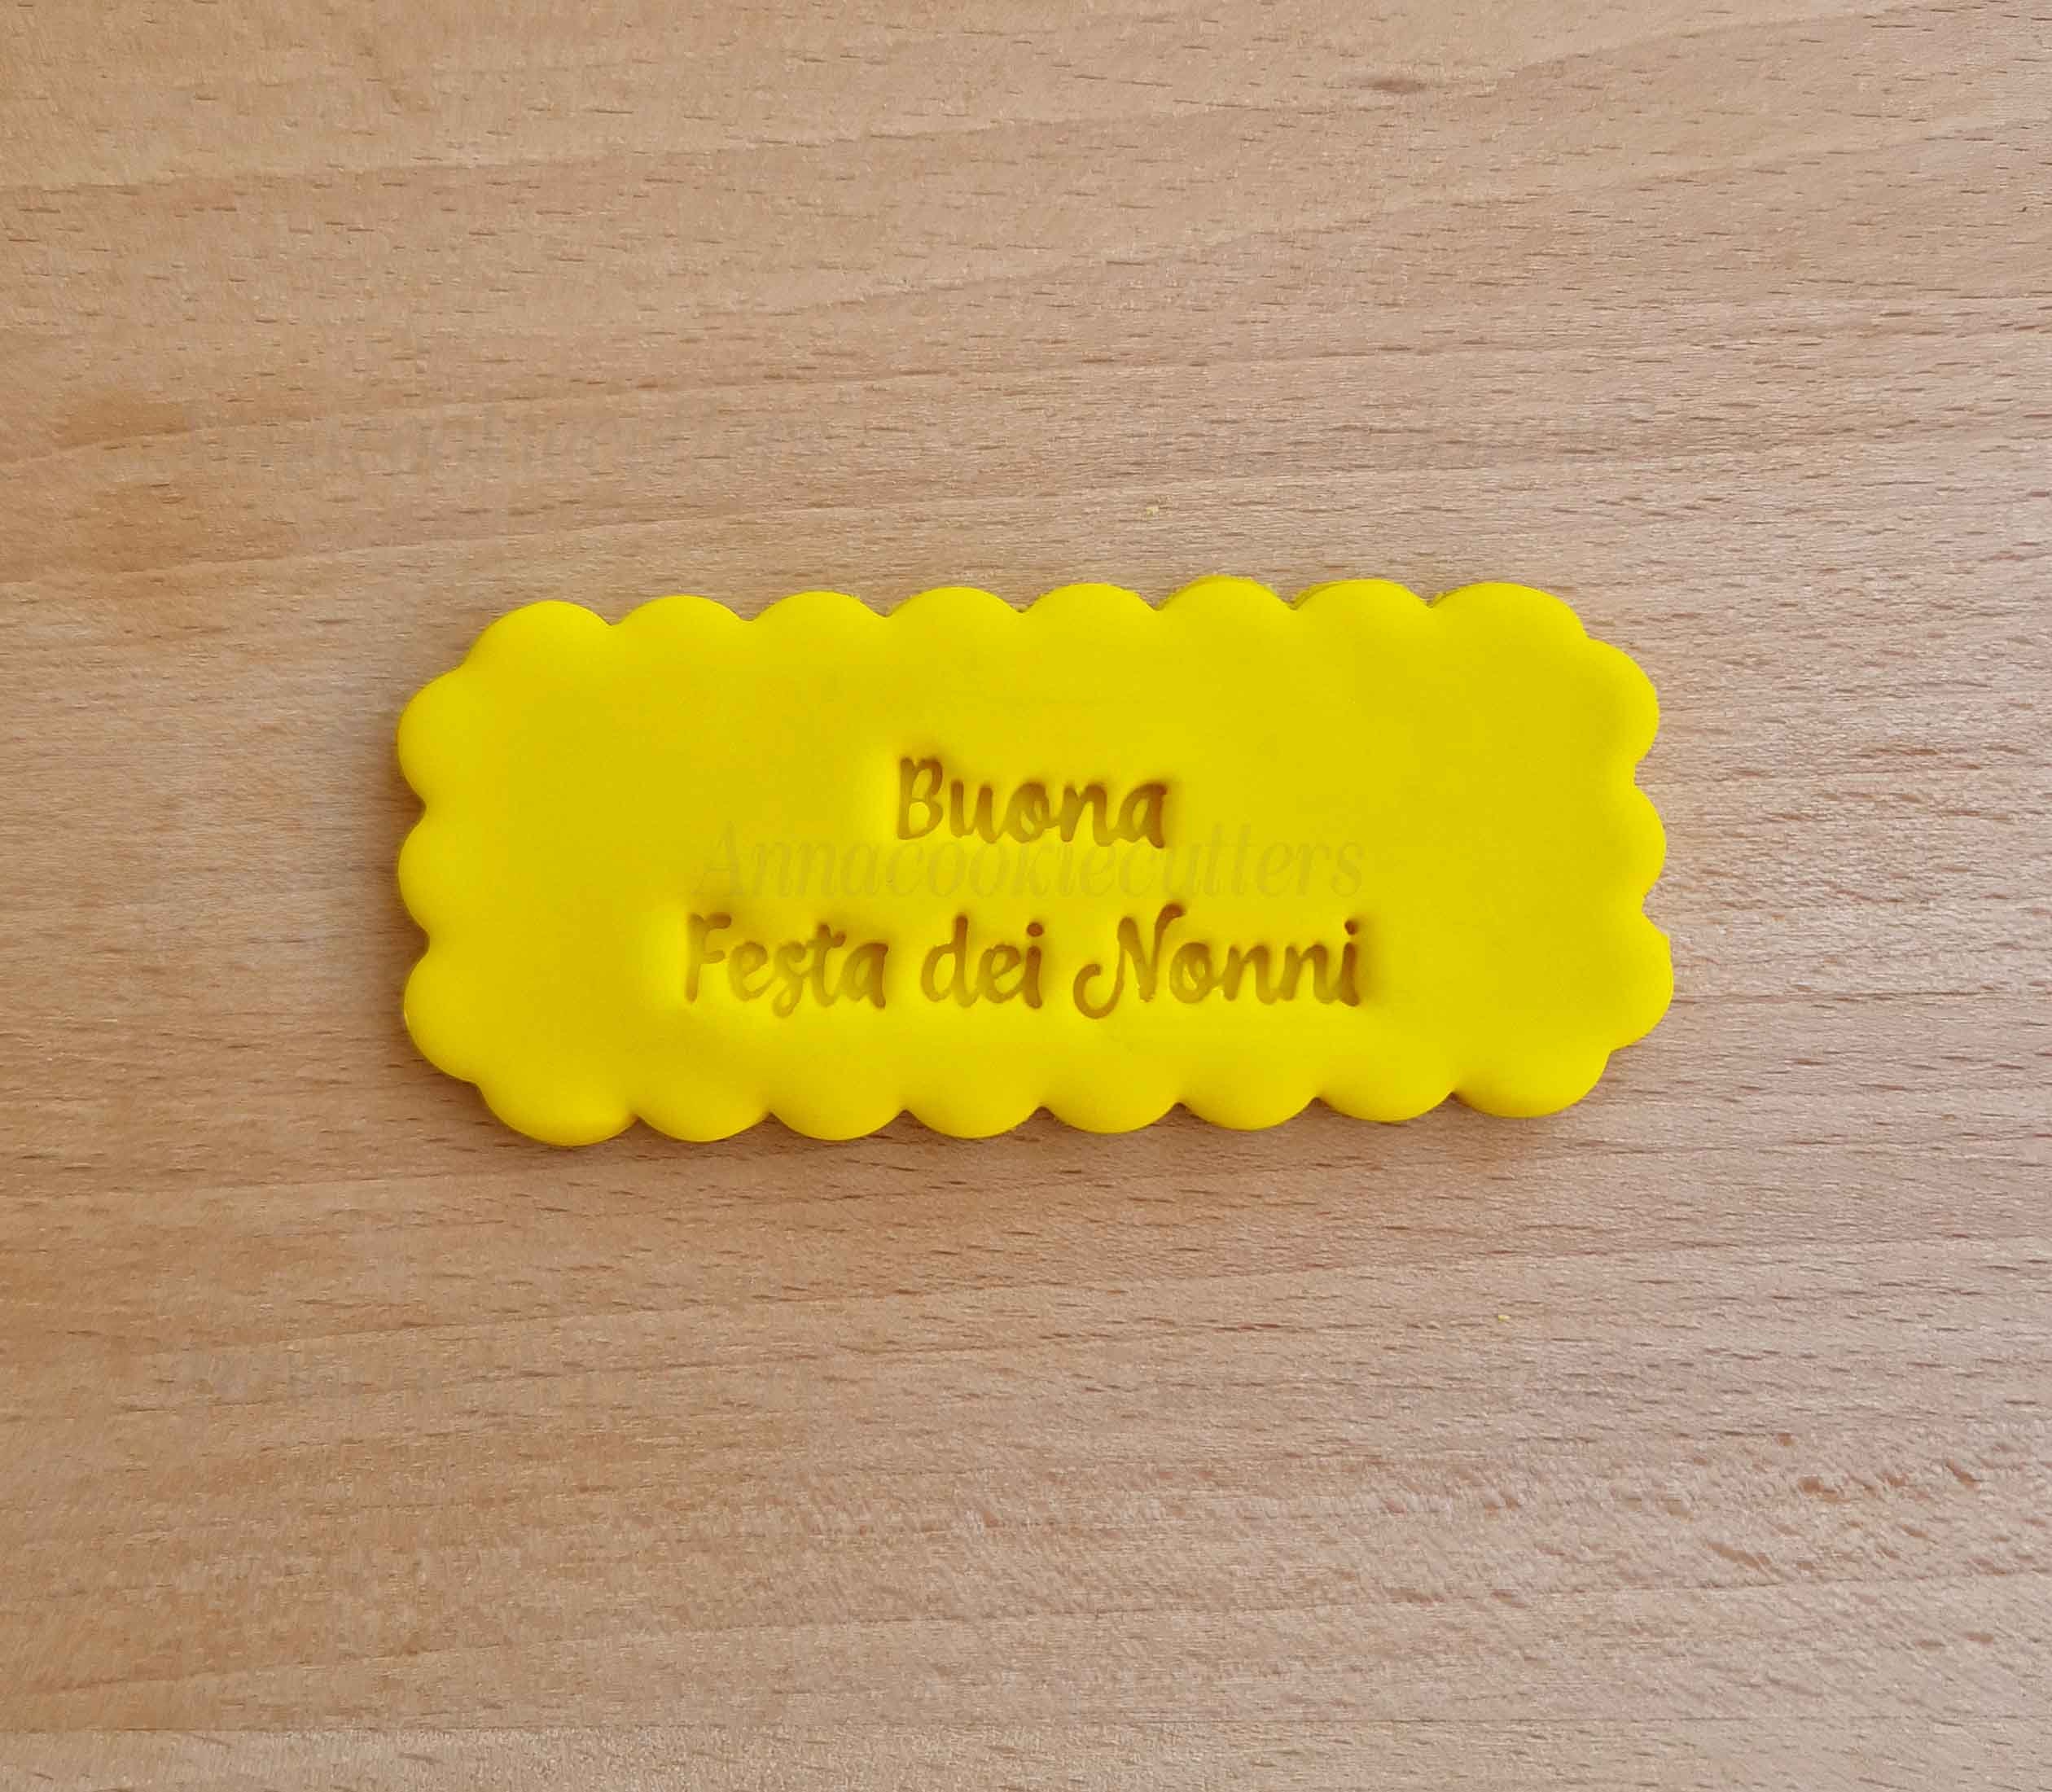 Buona
Annacookiecutters
Festa dei Nonni